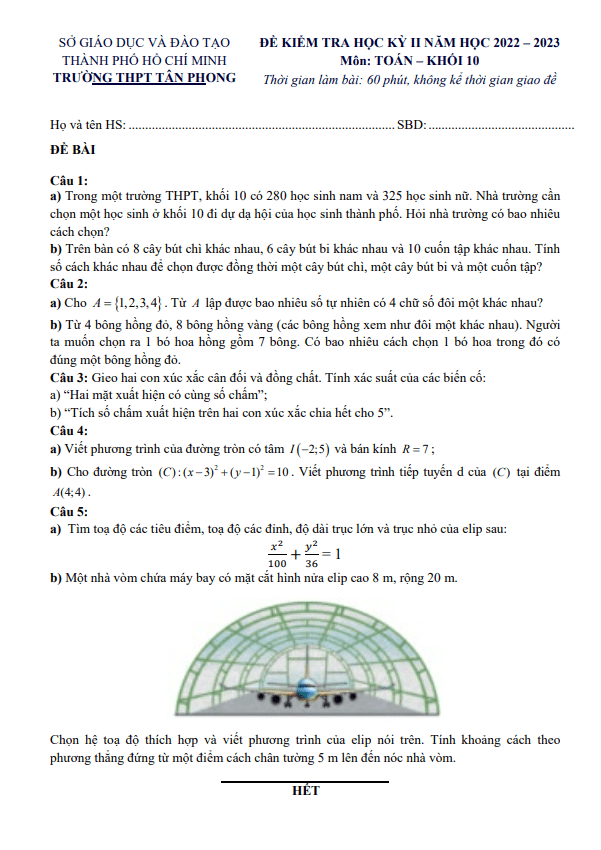 SỞ GIÁO DỤC VÀ ĐÀO TẠO
THÀNH PHỐ HỒ CHÍ MINH
TRƯỜNG THPT TÂN PHONG
ĐỀ KIỂM TRA HỌC KỲ II NĂM HỌC 2022 – 2023
Môn: TOÁN – KHỐI 10
Thời gian làm bài: 60 phút, không kể thời gian giao đề
Họ và tên HS: ................................................................................. SBD: ............................................
ĐỀ BÀI
Câu 1:
a) Trong một trường THPT, khối 10 có 280 học sinh nam và 325 học sinh nữ. Nhà trường cần
chọn một học sinh ở khối 10 đi dự dạ hội của học sinh thành phố. Hỏi nhà trường có bao nhiêu
cách chọn?
b) Trên bàn có 8 cây bút chì khác nhau, 6 cây bút bi khác nhau và 10 cuốn tập khác nhau. Tính
số cách khác nhau để chọn được đồng thời một cây bút chì, một cây bút bi và một cuốn tập?
Câu 2:
a) Cho A = {1,2,3,4}. Từ A lập được bao nhiêu số tự nhiên có 4 chữ số đôi một khác nhau?
b) Từ 4 bông hồng đỏ, 8 bông hồng vàng (các bông hồng xem như đôi một khác nhau). Người
ta muốn chọn ra 1 bó hoa hồng gồm 7 bông. Có bao nhiêu cách chọn 1 bó hoa trong đó có
đúng một bông hồng đỏ.
Câu 3: Gieo hai con xúc xắc cân đối và đồng chất. Tính xác suất của các biến cố:
a) “Hai mặt xuất hiện có cùng số chấm”;
b) “Tích số chấm xuất hiện trên hai con xúc xắc chia hết cho 5”.
Câu 4:
a) Viết phương trình của đường tròn có tâm I(−2;5) và bán kính R = 7;
b) Cho đường tròn (C):(x−3)²+(y−1)²=10. Viết phương trình tiếp tuyến d của (C) tại điểm
A(4;4).
Câu 5:
a) Tìm toạ độ các tiêu điểm, toạ độ các đỉnh, độ dài trục lớn và trục nhỏ của elip sau:
x²/100 + y²/36 = 1
b) Một nhà vòm chứa máy bay có mặt cắt hình nửa elip cao 8 m, rộng 20 m.
Chọn hệ toạ độ thích hợp và viết phương trình của elip nói trên. Tính khoảng cách theo
phương thẳng đứng từ một điểm cách chân tường 5 m lên đến nóc nhà vòm.
HẾT